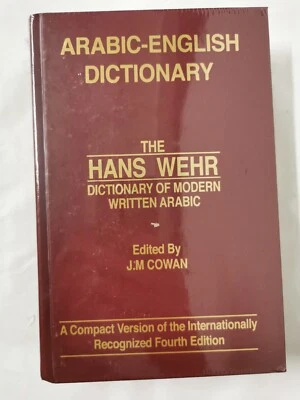 ARABIC-ENGLISH
DICTIONARY
THE
HANS WEHR
DICTIONARY OF MODERN
WRITTEN ARABIC
Edited By
J.M COWAN
A Compact Version of the Internationally
Recognized Fourth Edition